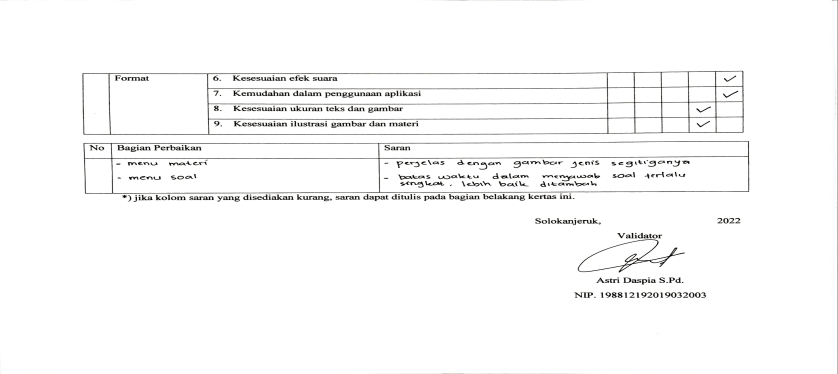 Format 6. Kesesuaian efek suara ✓
7. Kemudahan dalam penggunaan aplikasi ✓
8. Kesesuaian ukuran teks dan gambar ✓
9. Kesesuaian ilustrasi gambar dan materi ✓
No Bagian Perbaikan Saran
- menu materi - perjelas dengan gambar jenis segitiganya
- menu soal - batas waktu dalam menjawab soal terlalu
singkat. lebih baik ditambah
*) jika kolom saran yang disediakan kurang, saran dapat ditulis pada bagian belakang kertas ini.
Solokanjeruk, 2022
Validator
Astri Daspia S.Pd.
NIP. 198812192019032003